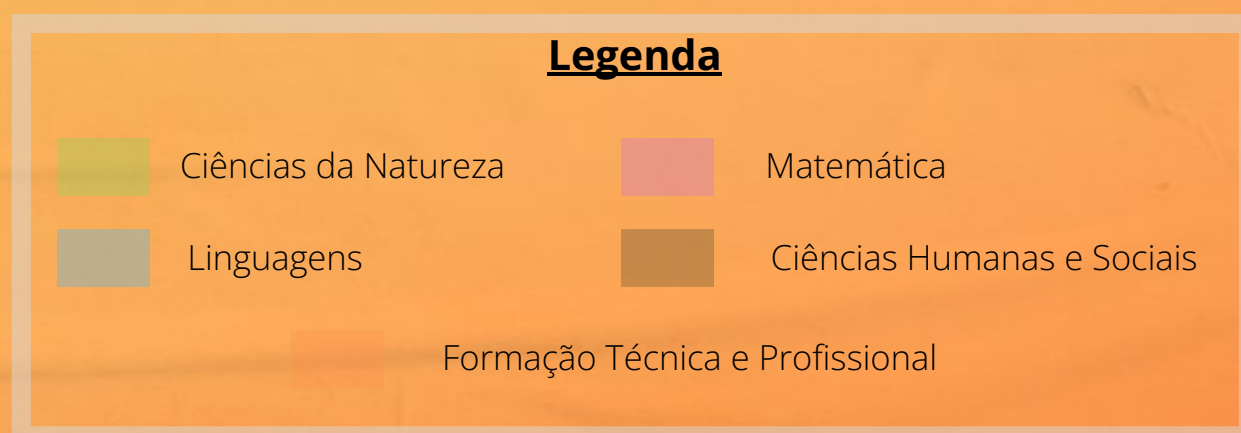 Legenda
Ciências da Natureza
Matemática
Linguagens
Ciências Humanas e Sociais
Formação Técnica e Profissional